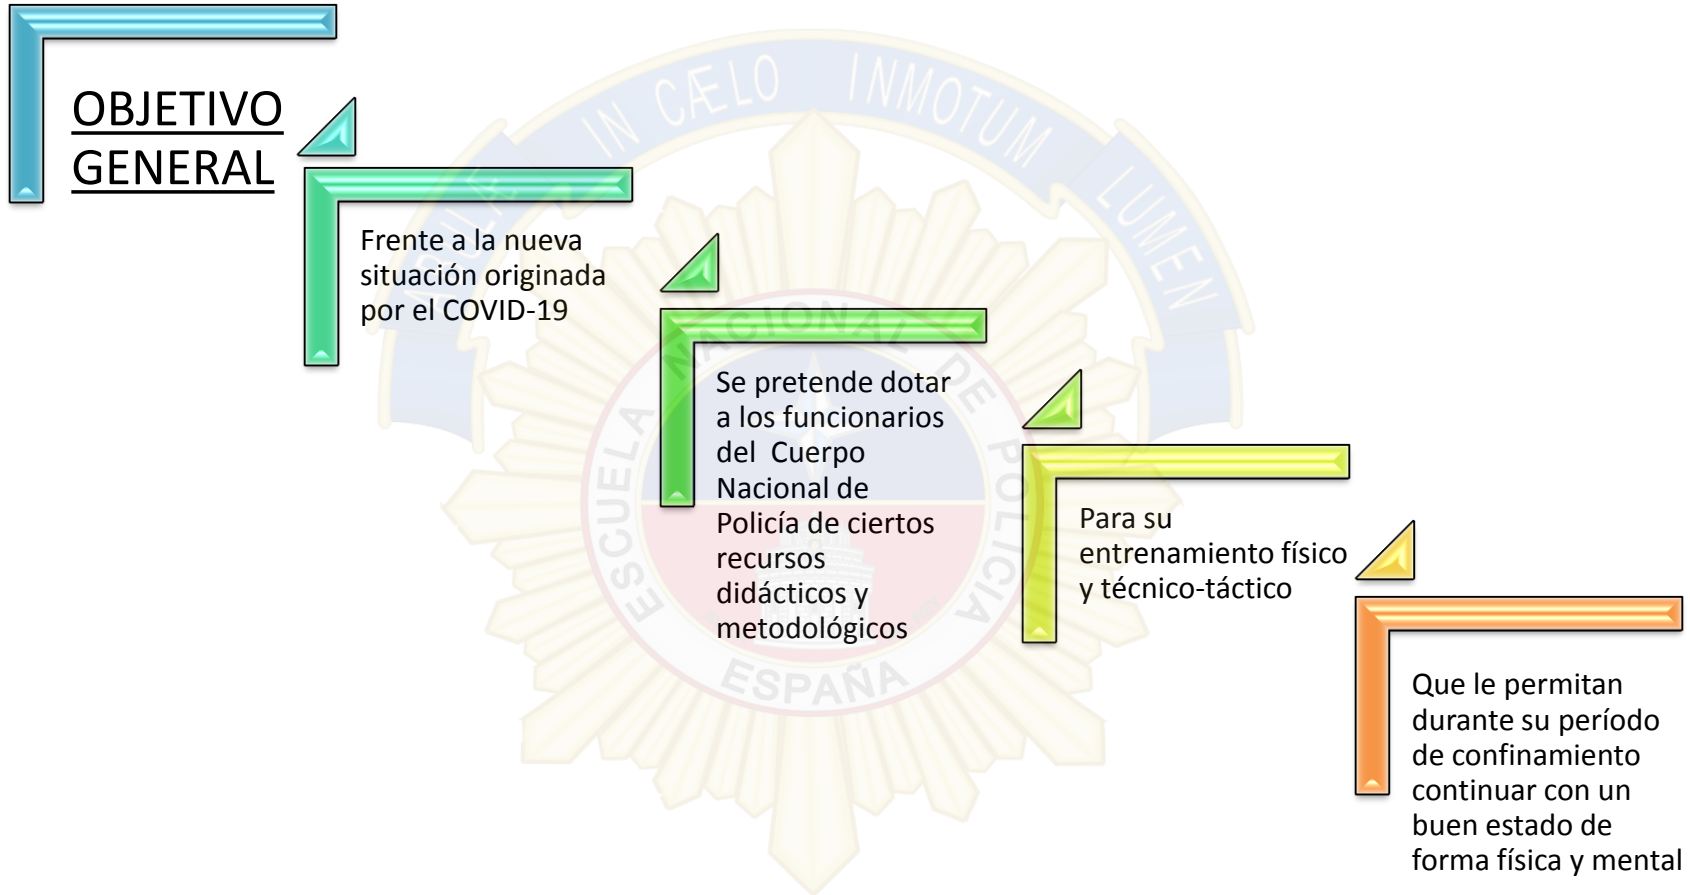 OBJETIVO
GENERAL
Frente a la nueva
situación originada
por el COVID-19
Se pretende dotar
a los funcionarios
del  Cuerpo
Nacional de
Policía de ciertos
recursos
didácticos y
metodológicos
Para su
entrenamiento físico
y técnico-táctico
Que le permitan
durante su período
de confinamiento
continuar con un
buen estado de
forma física y mental
IN CÆLO INMOTUM LUMEN
ESCUELA NACIONAL DE POLICIA
ESPAÑA